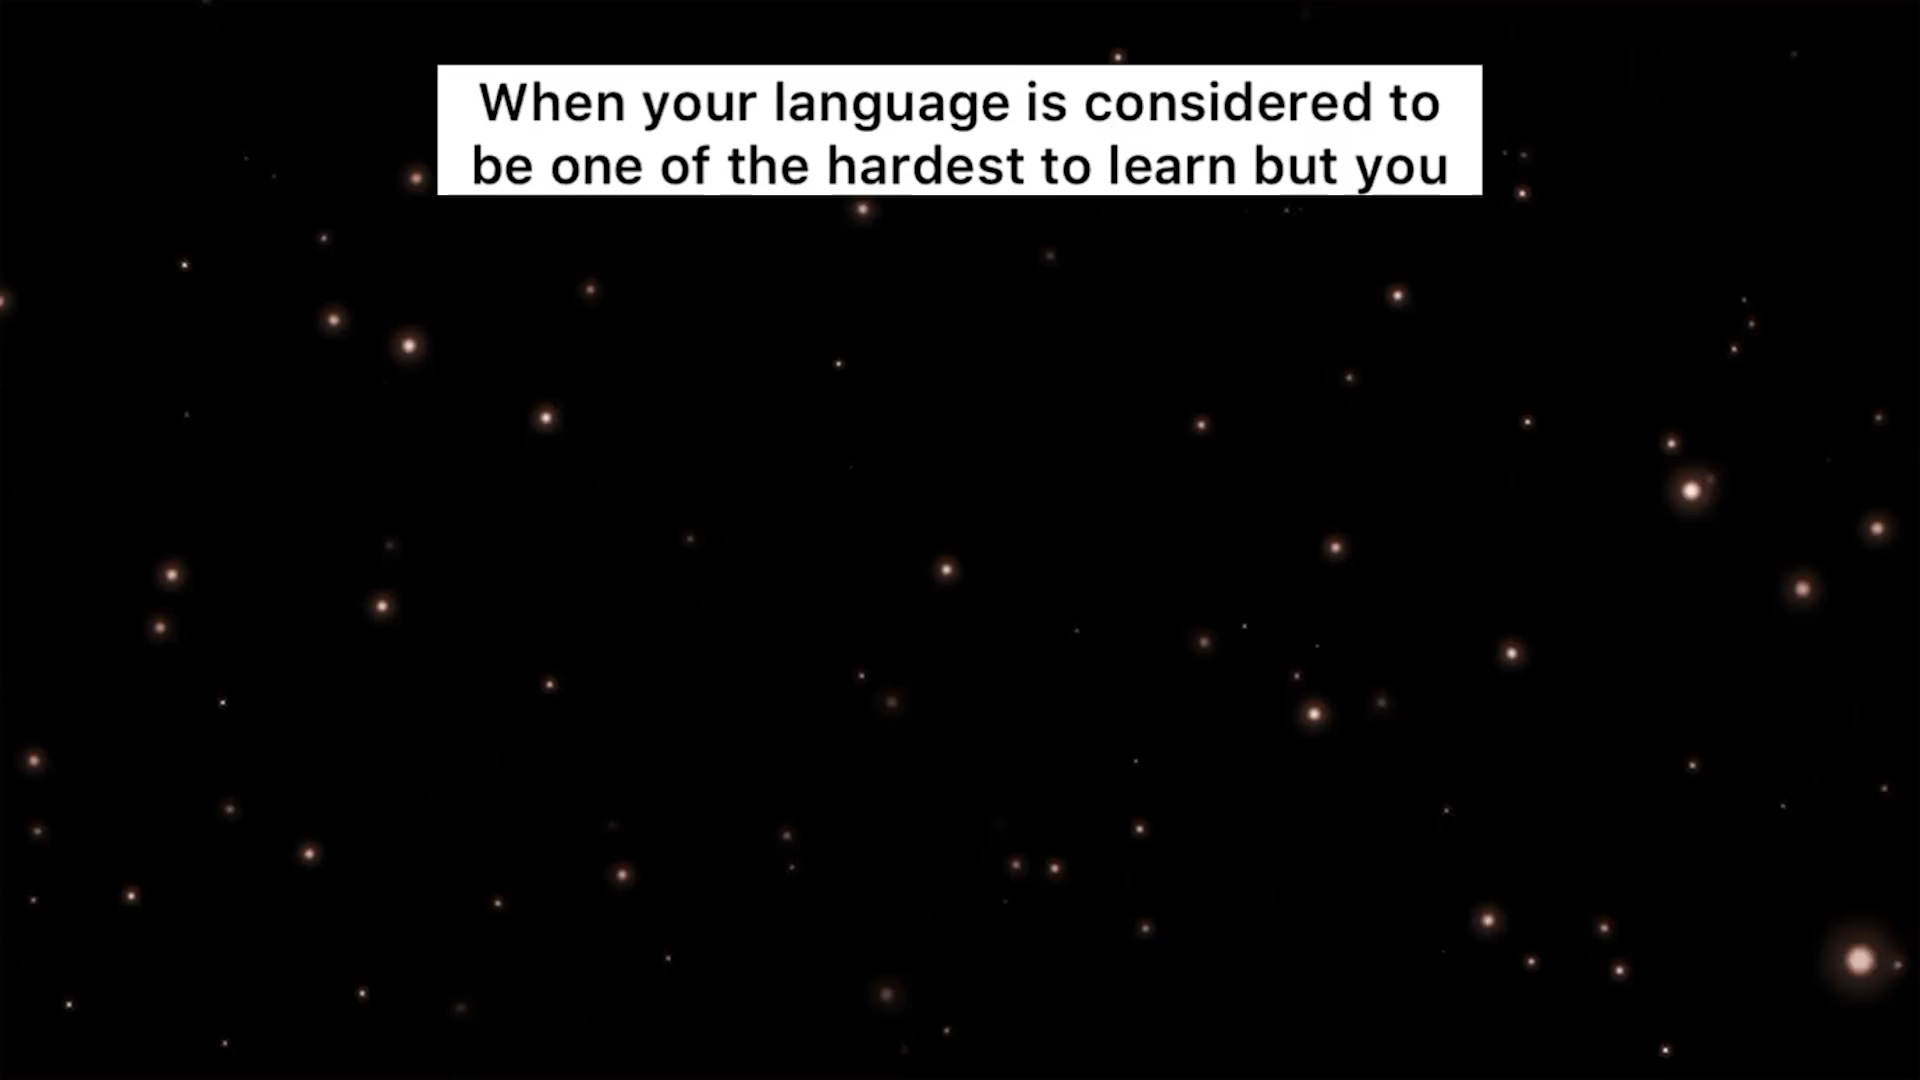 When your language is considered to
be one of the hardest to learn but you